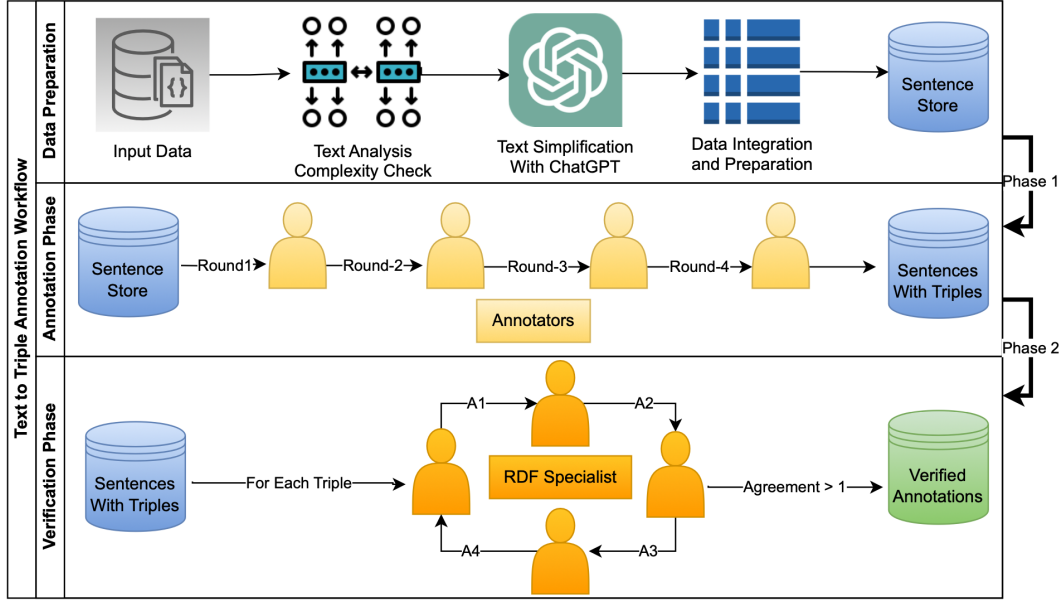 Text to Triple Annotation Workflow
Data Preparation
Input Data
Text Analysis
Complexity Check
Text Simplification
With ChatGPT
Data Integration
and Preparation
Sentence
Store
Phase 1
Annotation Phase
Sentence
Store
Round1
Round-2
Round-3
Round-4
Annotators
Sentences
With Triples
Phase 2
Verification Phase
Sentences
With Triples
For Each Triple
A1
A2
RDF Specialist
A4
A3
Agreement > 1
Verified
Annotations